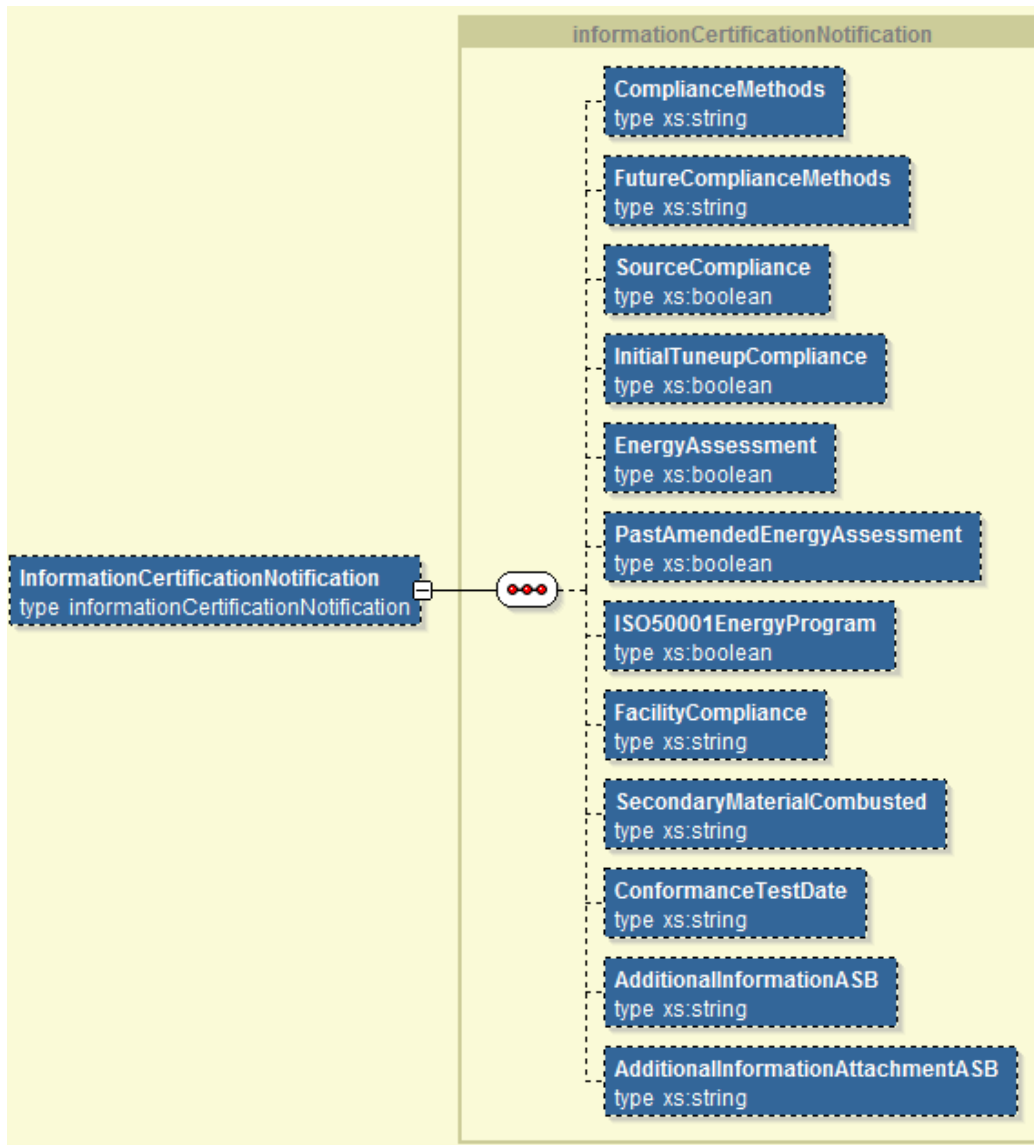 informationCertificationNotification
ComplianceMethods
type xs:string
FutureComplianceMethods
type xs:string
SourceCompliance
type xs:boolean
InitialTuneupCompliance
type xs:boolean
EnergyAssessment
type xs:boolean
PastAmendedEnergyAssessment
type xs:boolean
InformationCertificationNotification
type informationCertificationNotification
ISO50001EnergyProgram
type xs:boolean
FacilityCompliance
type xs:string
SecondaryMaterialCombusted
type xs:string
ConformanceTestDate
type xs:string
AdditionalInformationASB
type xs:string
AdditionalInformationAttachmentASB
type xs:string